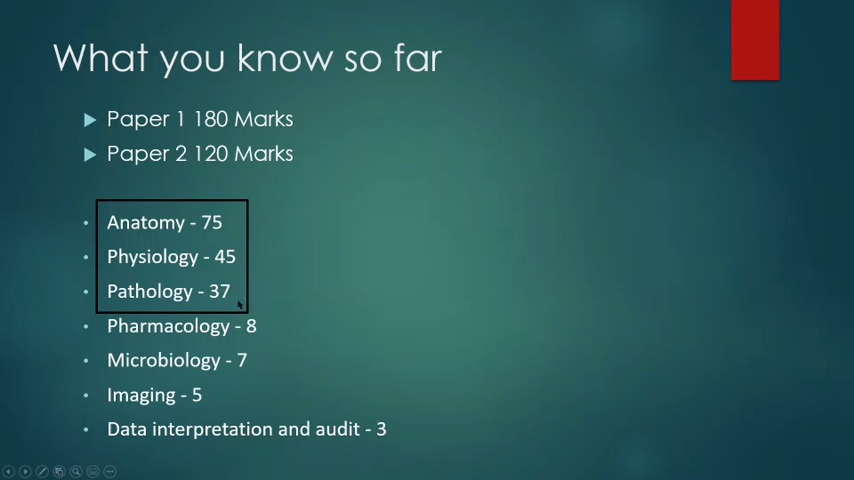 What you know so far
Paper 1 180 Marks
Paper 2 120 Marks
Anatomy - 75
Physiology - 45
Pathology - 37
Pharmacology - 8
Microbiology - 7
Imaging - 5
Data interpretation and audit - 3